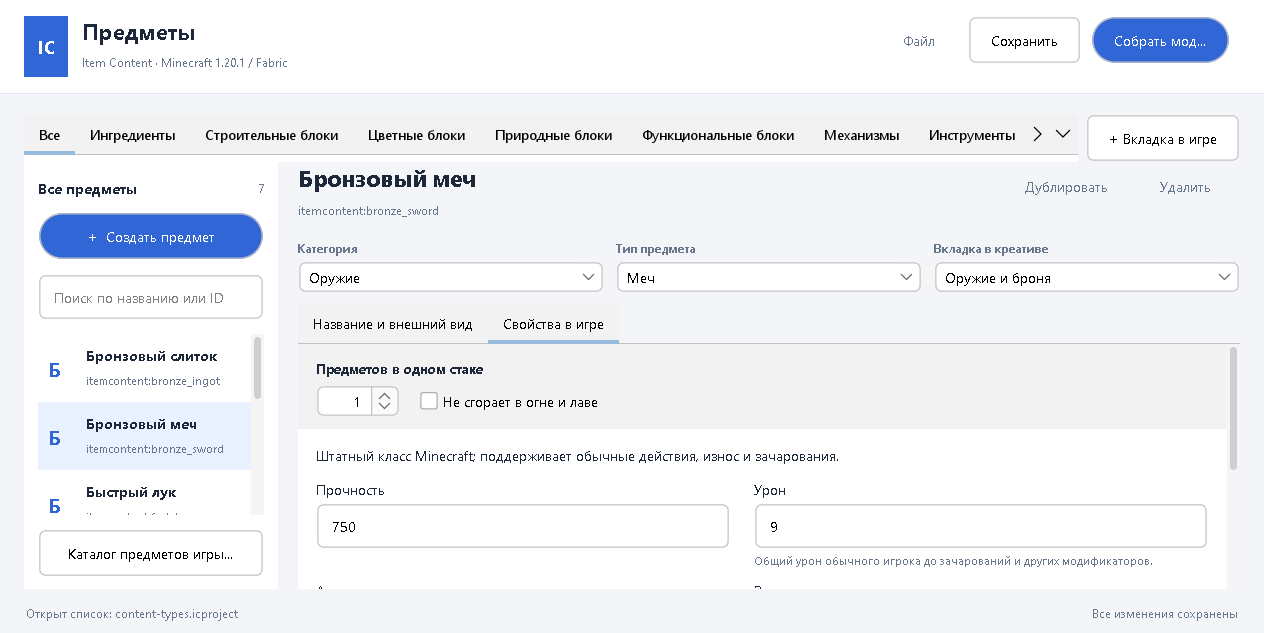 IC
Предметы
Item Content · Minecraft 1.20.1 / Fabric
Файл
Сохранить
Собрать мод...
Все
Ингредиенты
Строительные блоки
Цветные блоки
Природные блоки
Функциональные блоки
Механизмы
Инструменты
+ Вкладка в игре
Все предметы
7
+ Создать предмет
Поиск по названию или ID
Б
Бронзовый слиток
itemcontent:bronze_ingot
Б
Бронзовый меч
itemcontent:bronze_sword
Б
Быстрый лук
Каталог предметов игры...
Бронзовый меч
itemcontent:bronze_sword
Дублировать
Удалить
Категория
Оружие
Тип предмета
Меч
Вкладка в креативе
Оружие и броня
Название и внешний вид
Свойства в игре
Предметов в одном стаке
1
Не сгорает в огне и лаве
Штатный класс Minecraft; поддерживает обычные действия, износ и зачарования.
Прочность
750
Урон
9
Общий урон обычного игрока до зачарований и других модификаторов.
Открыт список: content-types.icproject
Все изменения сохранены